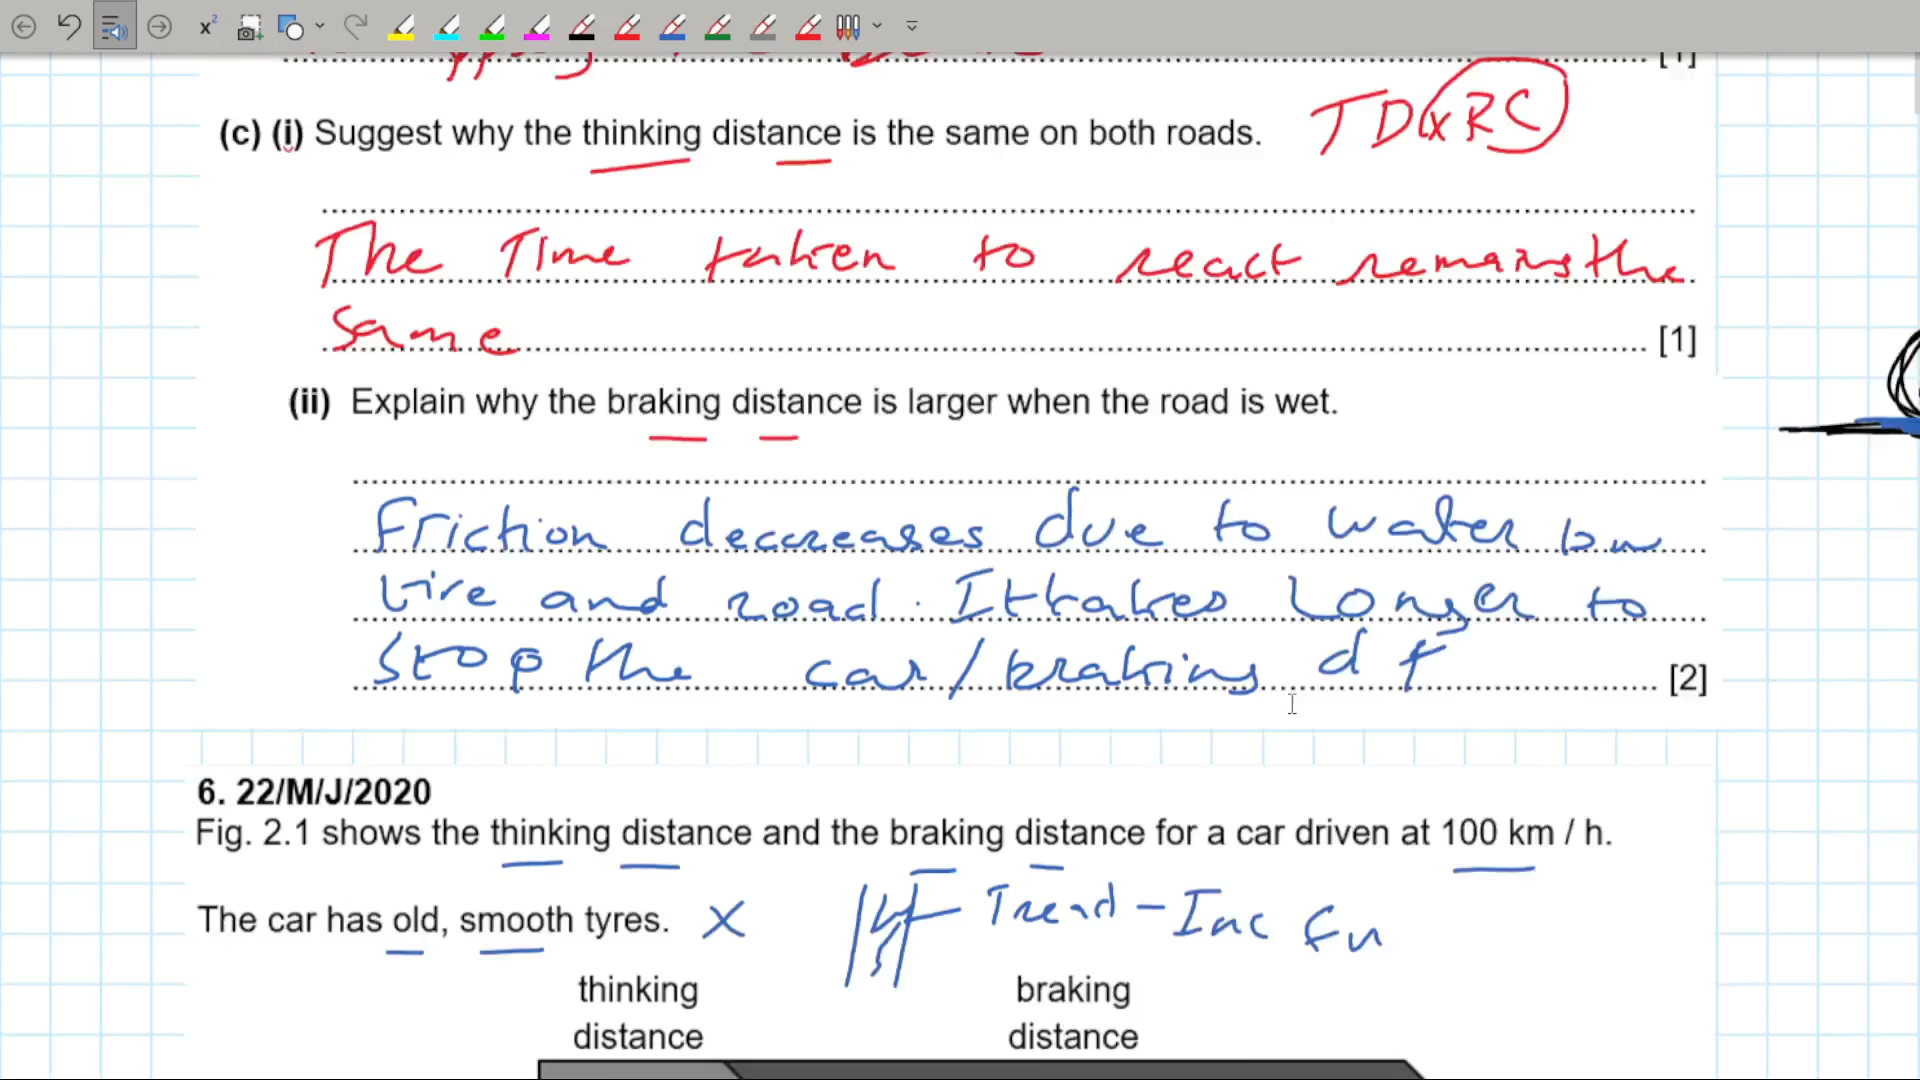 x²
[1]
(c) (i) Suggest why the thinking distance is the same on both roads. TD x RC
The Time taken to react remains the
same [1]
(ii) Explain why the braking distance is larger when the road is wet.
Friction decreases due to water bw
tire and road. It takes longer to
stop the car/braking d ↑ [2]
6. 22/M/J/2020
Fig. 2.1 shows the thinking distance and the braking distance for a car driven at 100 km / h.
The car has old, smooth tyres. X Tread - Inc
thinking braking
distance distance